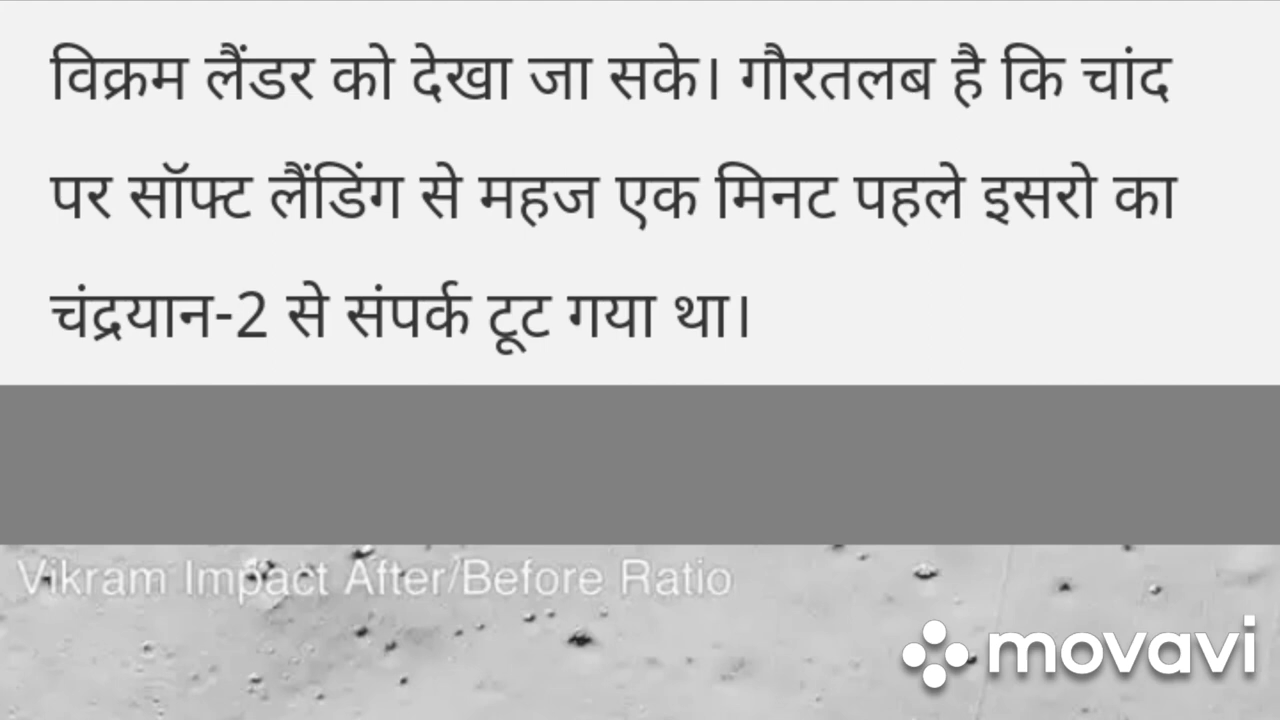 विक्रम लैंडर को देखा जा सके। गौरतलब है कि चांद
पर सॉफ्ट लैंडिंग से महज एक मिनट पहले इसरो का
चंद्रयान-2 से संपर्क टूट गया था।
Vikram Impact After/Before Ratio
movavi